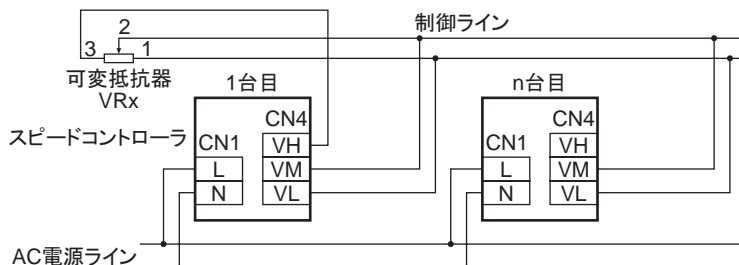 制御ライン
2
3
1
可変抵抗器
VRx
1台目
n台目
スピードコントローラ
CN1
CN4
VH
L
VM
N
VL
CN1
CN4
VH
L
VM
N
VL
AC電源ライン